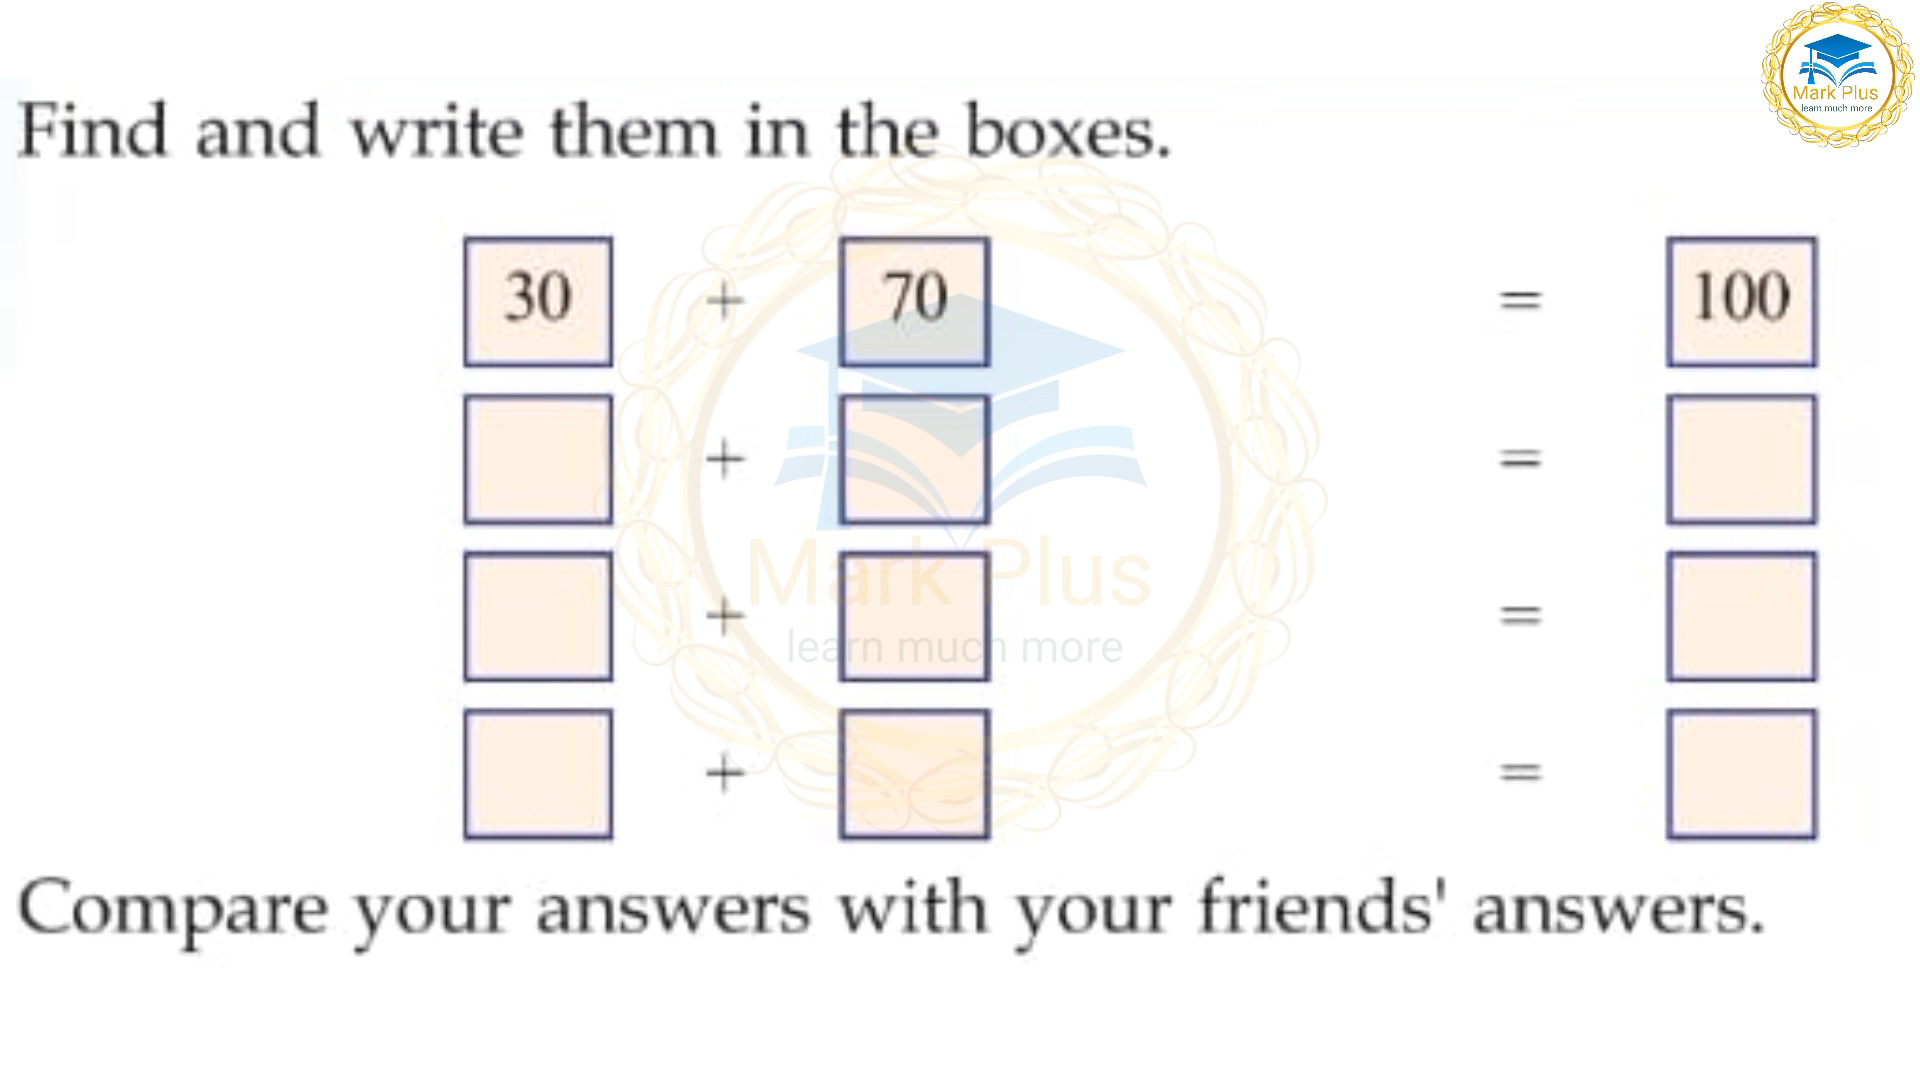 Mark Plus
learn much more
Find and write them in the boxes.
30 + 70 = 100
+ =
+ =
+ =
Mark Plus
learn much more
Compare your answers with your friends' answers.